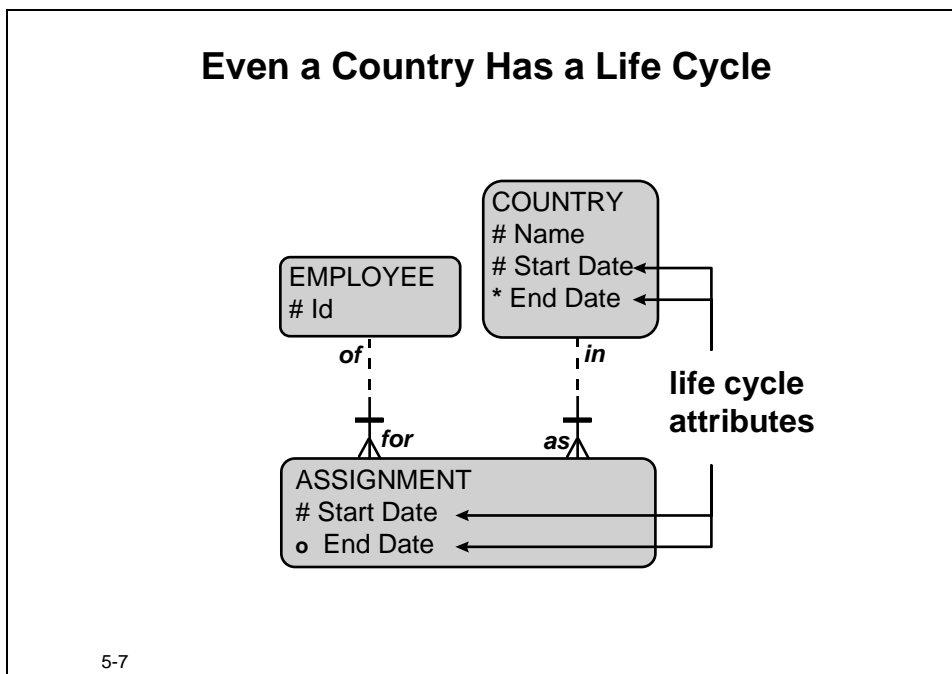 Even a Country Has a Life Cycle
COUNTRY
# Name
# Start Date
* End Date
EMPLOYEE
# Id
of
in
life cycle
attributes
for
as
ASSIGNMENT
# Start Date
o End Date
5-7